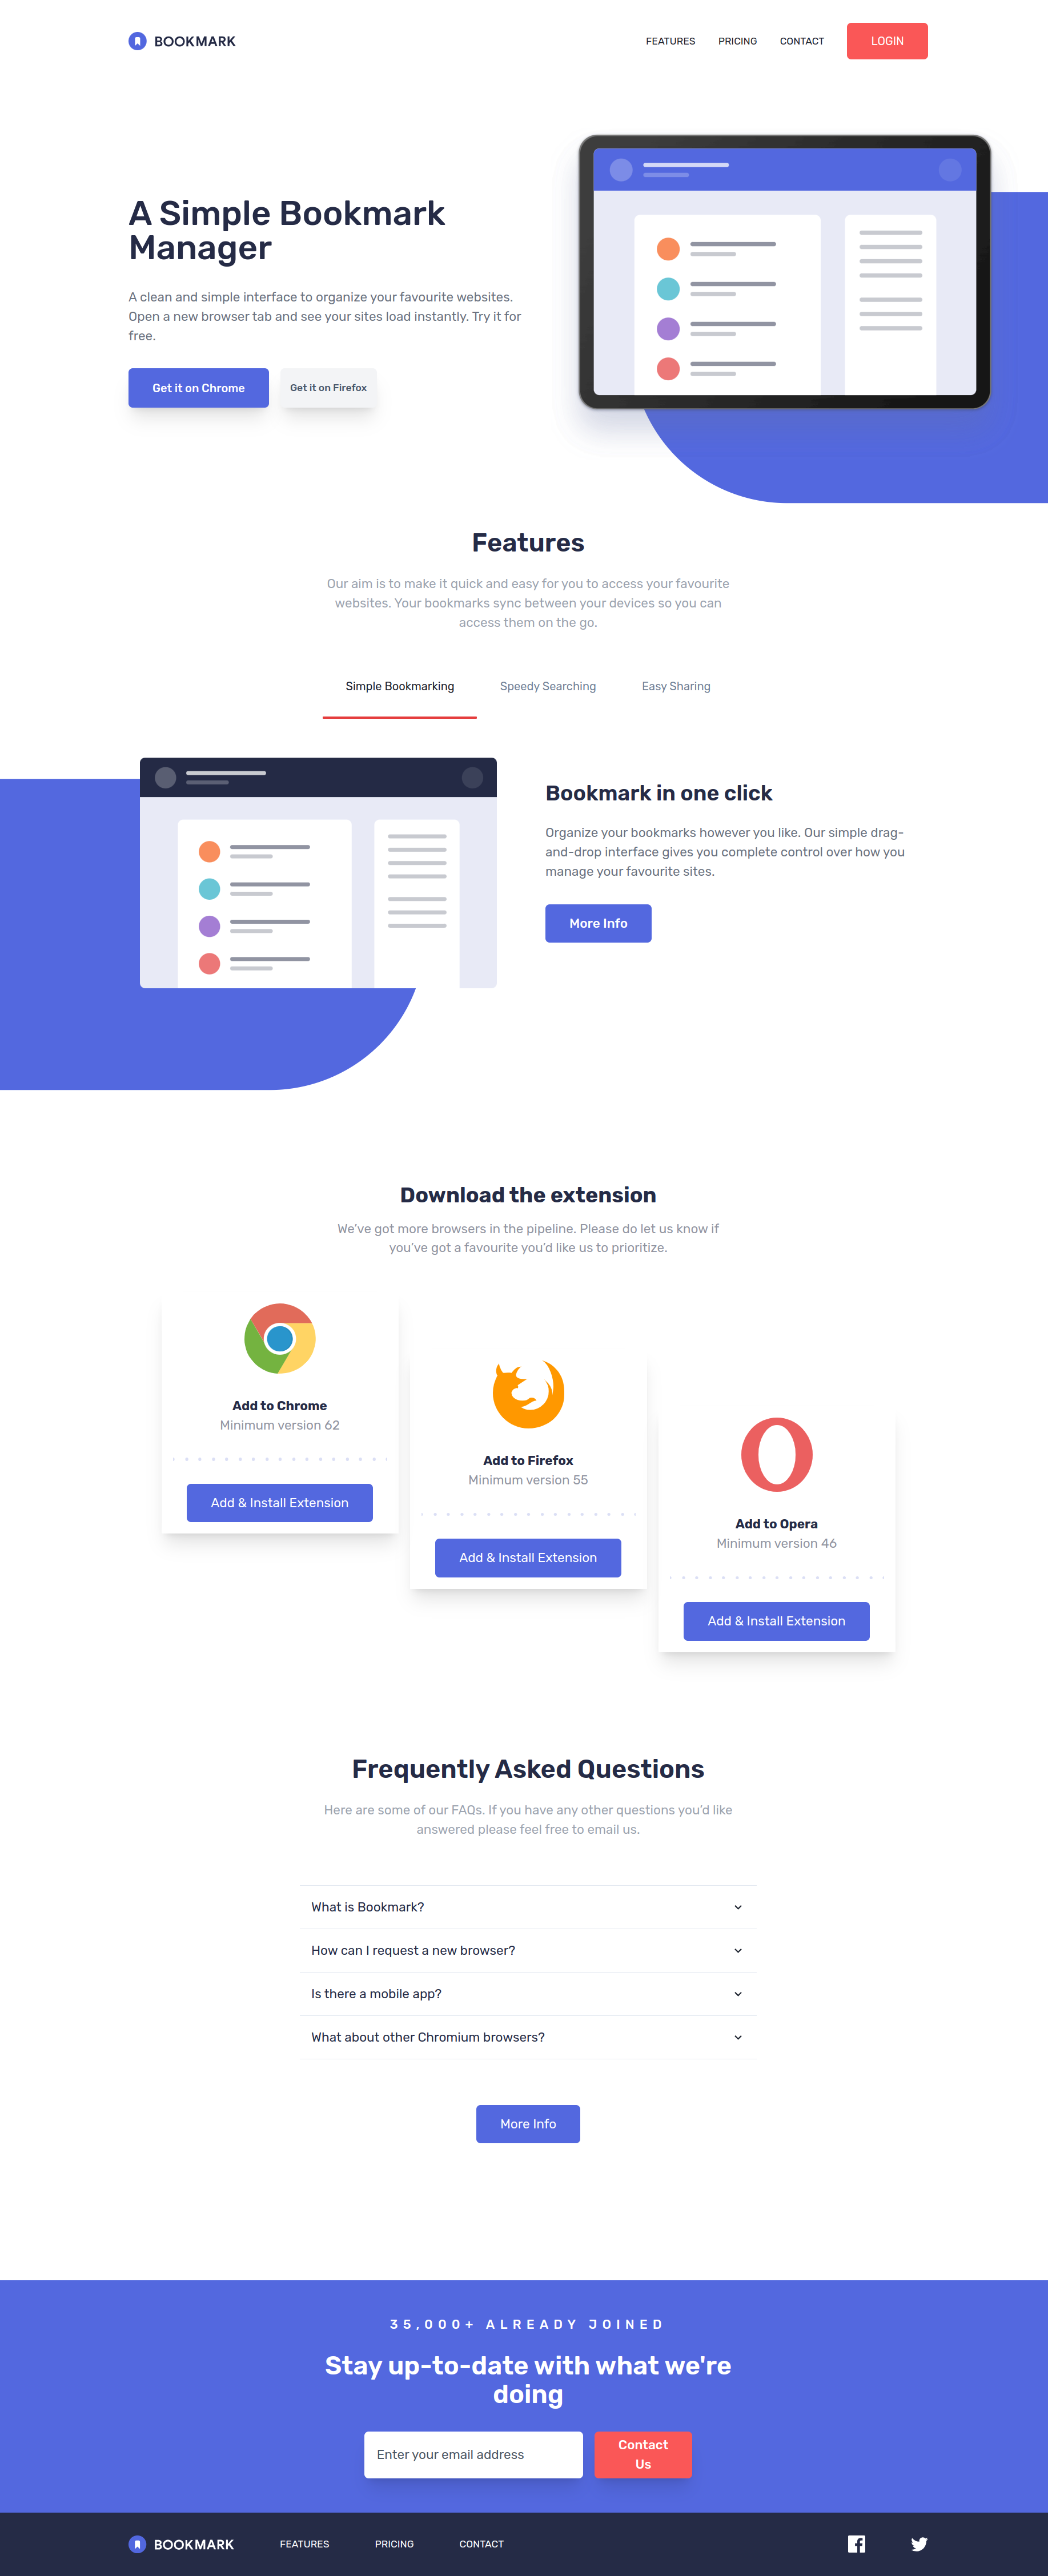 BOOKMARK
FEATURES PRICING CONTACT LOGIN
A Simple Bookmark
Manager
A clean and simple interface to organize your favourite websites.
Open a new browser tab and see your sites load instantly. Try it for
free.
Get it on Chrome Get it on Firefox
Features
Our aim is to make it quick and easy for you to access your favourite
websites. Your bookmarks sync between your devices so you can
access them on the go.
Simple Bookmarking Speedy Searching Easy Sharing
Bookmark in one click
Organize your bookmarks however you like. Our simple drag-
and-drop interface gives you complete control over how you
manage your favourite sites.
More Info
Download the extension
We've got more browsers in the pipeline. Please do let us know if
you've got a favourite you'd like us to prioritize.
Add to Chrome
Minimum version 62
Add & Install Extension
Add to Firefox
Minimum version 55
Add & Install Extension
Add to Opera
Minimum version 46
Add & Install Extension
Frequently Asked Questions
Here are some of our FAQs. If you have any other questions you'd like
answered please feel free to email us.
What is Bookmark?
How can I request a new browser?
Is there a mobile app?
What about other Chromium browsers?
More Info
35,000+ ALREADY JOINED
Stay up-to-date with what we're
doing
Enter your email address
Contact
Us
BOOKMARK FEATURES PRICING CONTACT